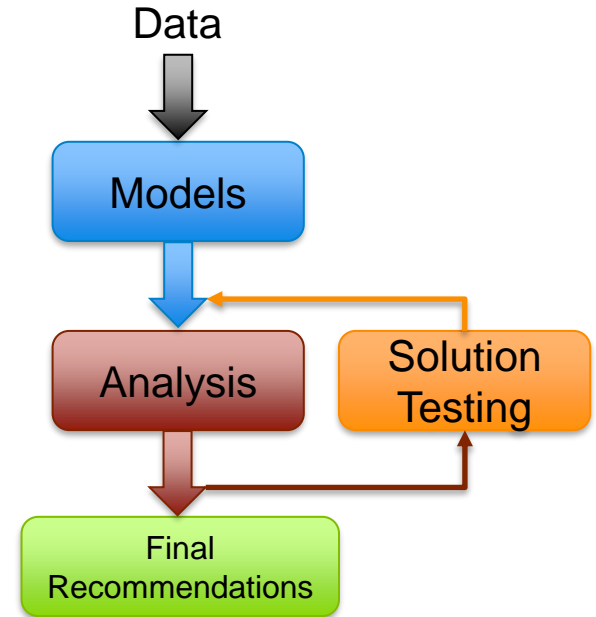 Data
Models
Analysis
Solution
Testing
Final
Recommendations